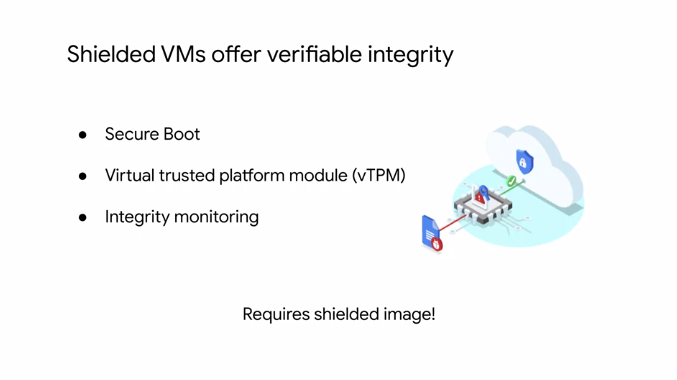 Shielded VMs offer verifiable integrity
● Secure Boot
● Virtual trusted platform module (vTPM)
● Integrity monitoring
Requires shielded image!